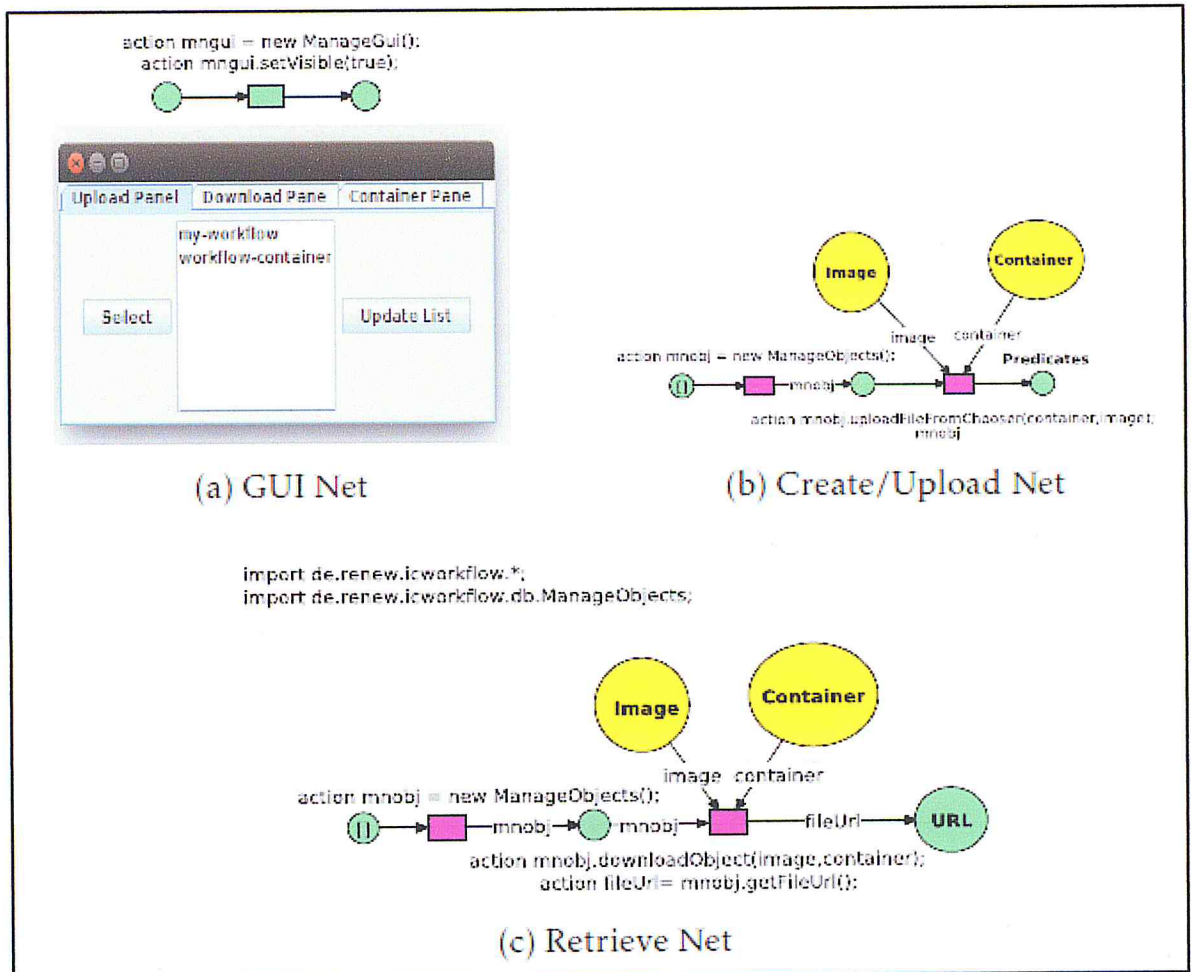 action mngui = new ManageGui();
action mngui.setVisible(true);
Upload Panel Download Pane Container Pane
my-workflow
workflow-container
Select
Update List
(a) GUI Net
Image
Container
image container
action mnobj = new ManageObjects();
Predicates
[] mnobj
action mnobj.uploadFileFromChooser(container,image);
mnobj
(b) Create/Upload Net
import de.renew.icworkflow.*;
import de.renew.icworkflow.db.ManageObjects;
Image
Container
image container
action mnobj = new ManageObjects();
[] mnobj mnobj fileUrl URL
action mnobj.downloadObject(image,container);
action fileUrl= mnobj.getFileUrl();
(c) Retrieve Net